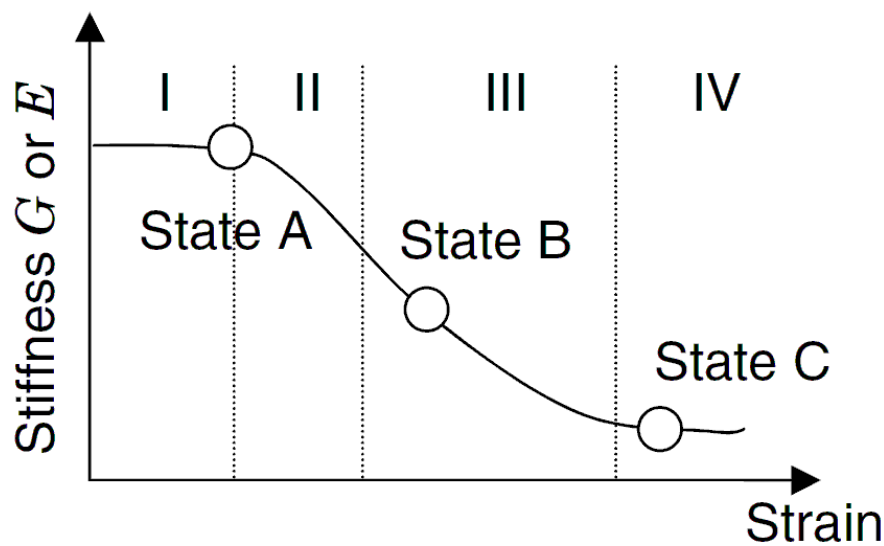 I II III IV
Stiffness G or E
State A
State B
State C
Strain